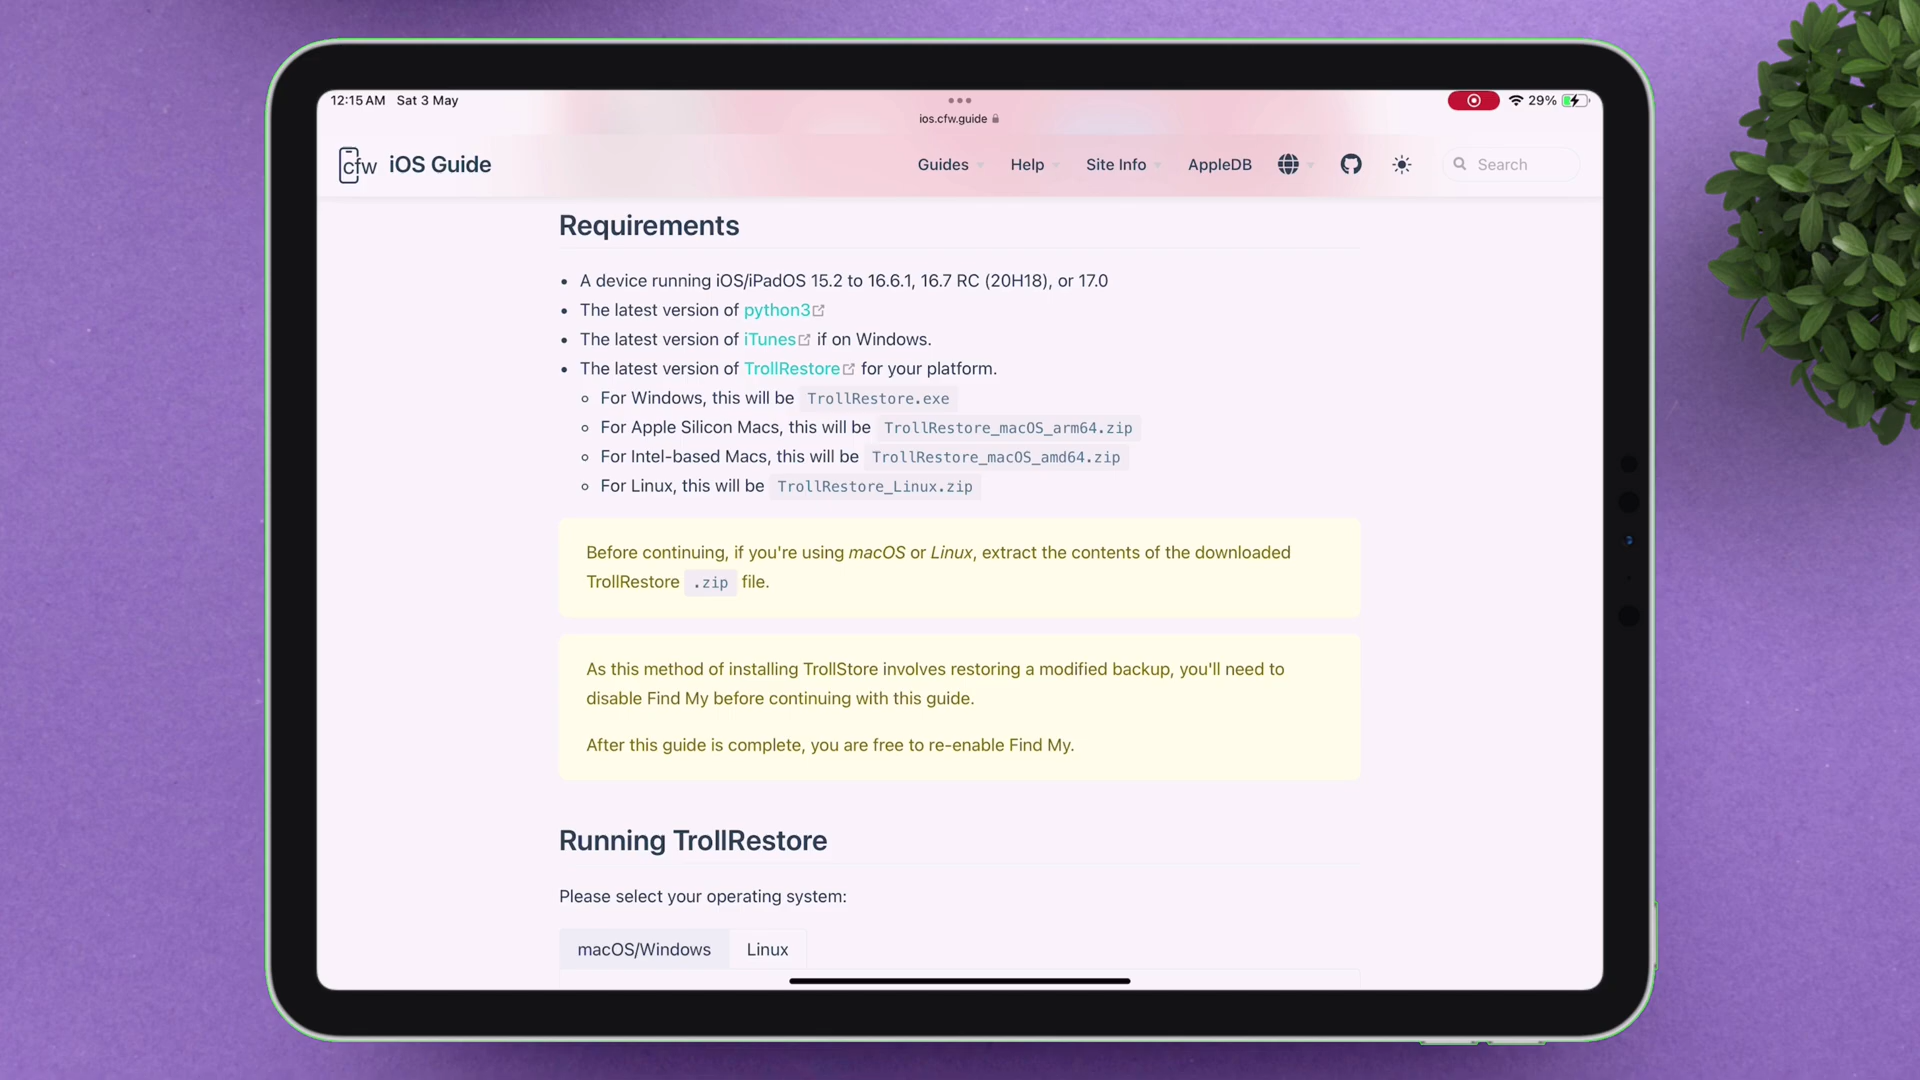 12:15 AM Sat 3 May
29%
ios.cfw.guide
cfw iOS Guide Guides Help Site Info AppleDB Search
Requirements
A device running iOS/iPadOS 15.2 to 16.6.1, 16.7 RC (20H18), or 17.0
The latest version of python3
The latest version of iTunes if on Windows.
The latest version of TrollRestore for your platform.
For Windows, this will be TrollRestore.exe
For Apple Silicon Macs, this will be TrollRestore_macOS_arm64.zip
For Intel-based Macs, this will be TrollRestore_macOS_amd64.zip
For Linux, this will be TrollRestore_Linux.zip
Before continuing, if you're using macOS or Linux, extract the contents of the downloaded
TrollRestore .zip file.
As this method of installing TrollStore involves restoring a modified backup, you'll need to
disable Find My before continuing with this guide.
After this guide is complete, you are free to re-enable Find My.
Running TrollRestore
Please select your operating system:
macOS/Windows Linux